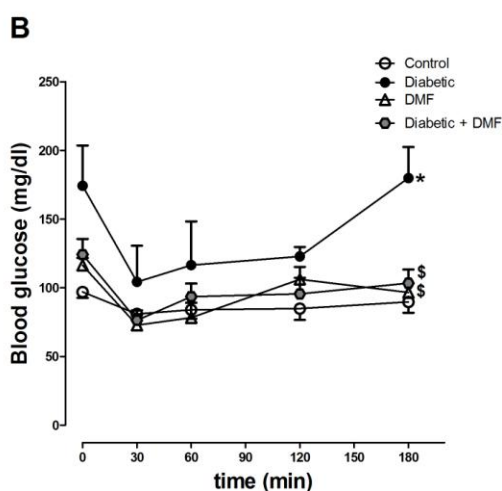 B
Control
Diabetic
DMF
Diabetic + DMF
Blood glucose (mg/dl)
250
200
150
100
50
0
*
$
$
0 30 60 90 120 150 180
time (min)